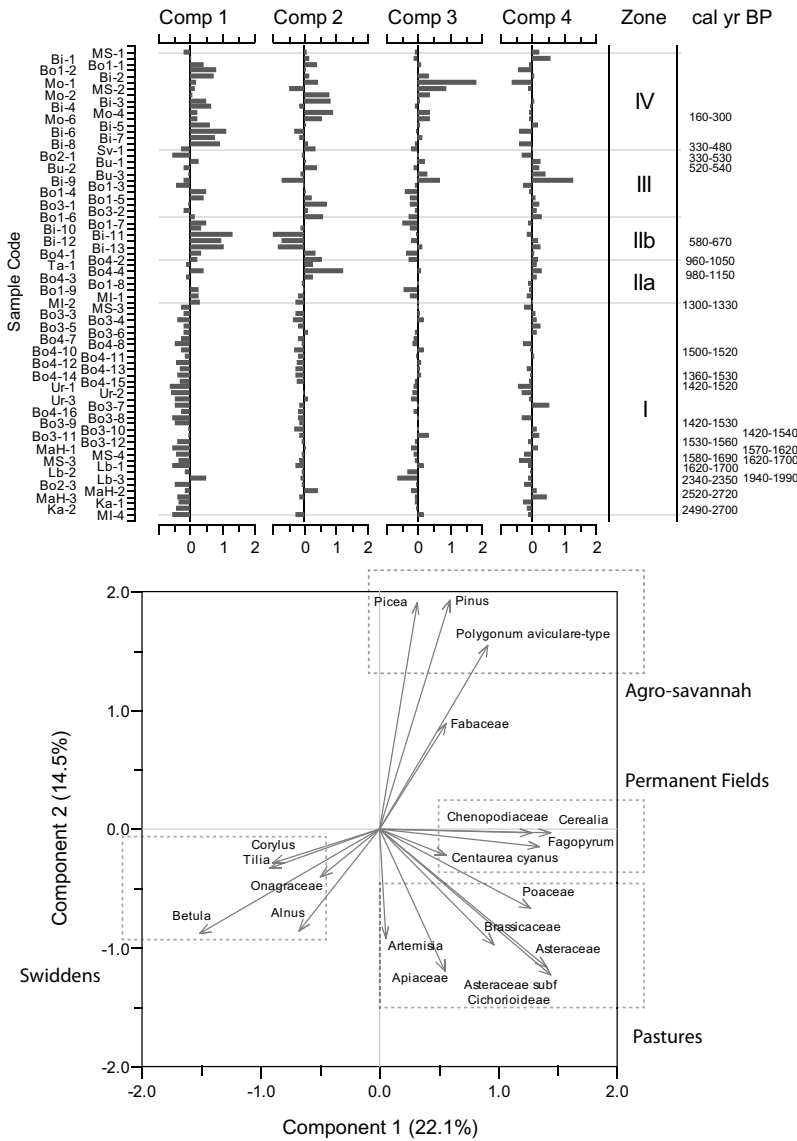 Comp 1 Comp 2 Comp 3 Comp 4 Zone cal yr BP
Sample Code
MS-1
Bi-1
Bo1-1
Bo1-2
Bi-2
Mo-1
MS-2
Mo-2
Bi-3
Bi-4
Mo-4
Mo-6
Bi-5
Bi-6
Bi-7
Bi-8
Sv-1
Bo2-1
Bu-1
Bu-2
Bu-3
Bi-9
Bo1-3
Bo1-4
Bo1-5
Bo3-1
Bo3-2
Bo1-6
Bo1-7
Bi-10
Bi-11
Bi-12
Bi-13
Bo4-1
Bo4-2
Ta-1
Bo4-4
Bo4-3
Bo1-8
Bo1-9
MI-1
MI-2
MS-3
Bo3-3
Bo3-4
Bo3-5
Bo3-6
Bo4-7
Bo4-8
Bo4-10
Bo4-11
Bo4-12
Bo4-13
Bo4-14
Bo4-15
Ur-1
Ur-2
Ur-3
Bo3-7
Bo4-16
Bo3-8
Bo3-9
Bo3-10
Bo3-11
Bo3-12
MaH-1
MS-4
MS-3
Lb-1
Lb-2
Lb-3
Bo2-3
MaH-2
MaH-3
Ka-1
Ka-2
MI-4
IV
III
IIb
IIa
I
160-300
330-480
330-530
520-540
580-670
960-1050
980-1150
1300-1330
1500-1520
1360-1530
1420-1520
1420-1530
1420-1540
1530-1560
1570-1620
1580-1690
1620-1700
1620-1700
1940-1990
2340-2350
2520-2720
2490-2700
0 1 2 0 1 2 0 1 2 0 1 2
2.0
1.0
0.0
-1.0
-2.0
Component 2 (14.5%)
Picea
Pinus
Polygonum aviculare-type
Agro-savannah
Fabaceae
Permanent Fields
Chenopodiaceae
Cerealia
Fagopyrum
Centaurea cyanus
Corylus
Tilia
Onagraceae
Betula
Alnus
Swiddens
Poaceae
Brassicaceae
Artemisia
Asteraceae
Apiaceae
Asteraceae subf
Cichorioideae
Pastures
-2.0 -1.0 0.0 1.0 2.0
Component 1 (22.1%)